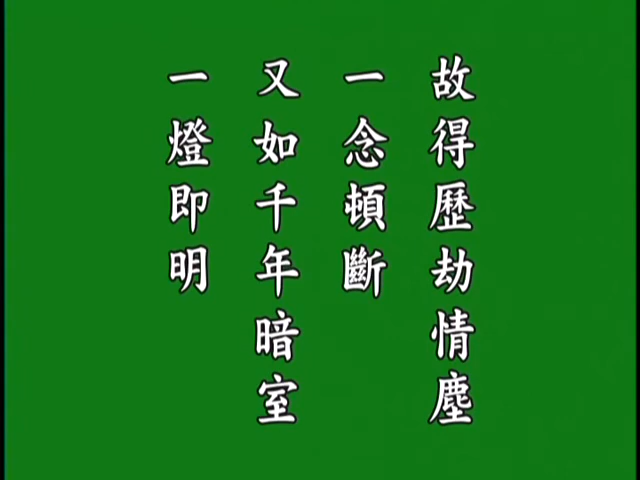 故得歷劫情塵
一念頓斷
又如千年暗室
一燈即明